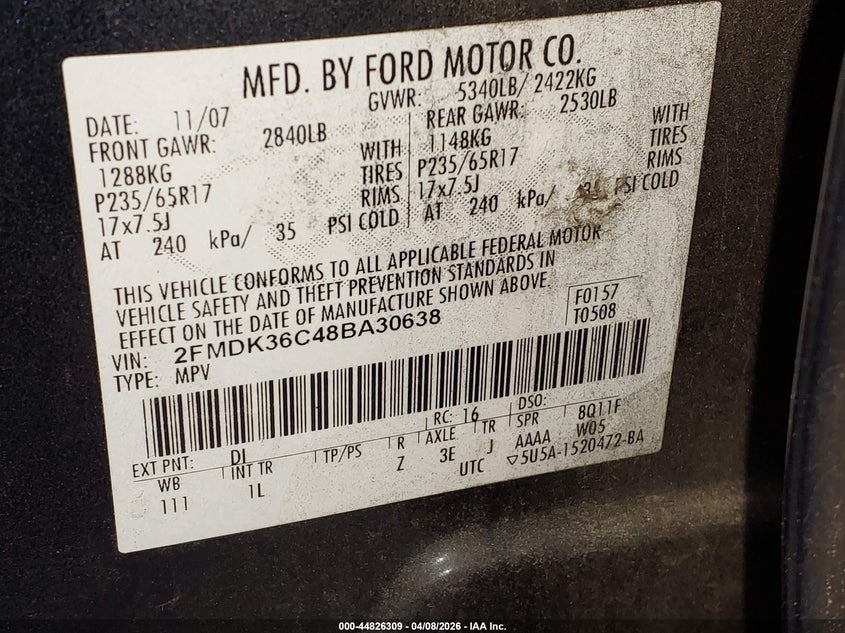 MFD. BY FORD MOTOR CO.
DATE: 11/07 GVWR: 5340LB/ 2422KG
FRONT GAWR: 2840LB REAR GAWR: 2530LB
1288KG WITH 1148KG WITH
P235/65R17 TIRES P235/65R17 TIRES
17x7.5J RIMS 17x7.5J RIMS
AT 240 kPa/ 35 PSI COLD AT 240 kPa/ PSI COLD
THIS VEHICLE CONFORMS TO ALL APPLICABLE FEDERAL MOTOR
VEHICLE SAFETY AND THEFT PREVENTION STANDARDS IN
EFFECT ON THE DATE OF MANUFACTURE SHOWN ABOVE.
F0157
T0508
VIN: 2FMDK36C48BA30638
TYPE: MPV
RC: 16 DSO:
EXT PNT: DI 8Q11F
WB INT TR TP/PS R AXLE TR SPR W05
111 1L Z 3E J AAAA
UTC ▽5U5A-1520472-BA
000-44826309 - 04/08/2026 - IAA Inc.